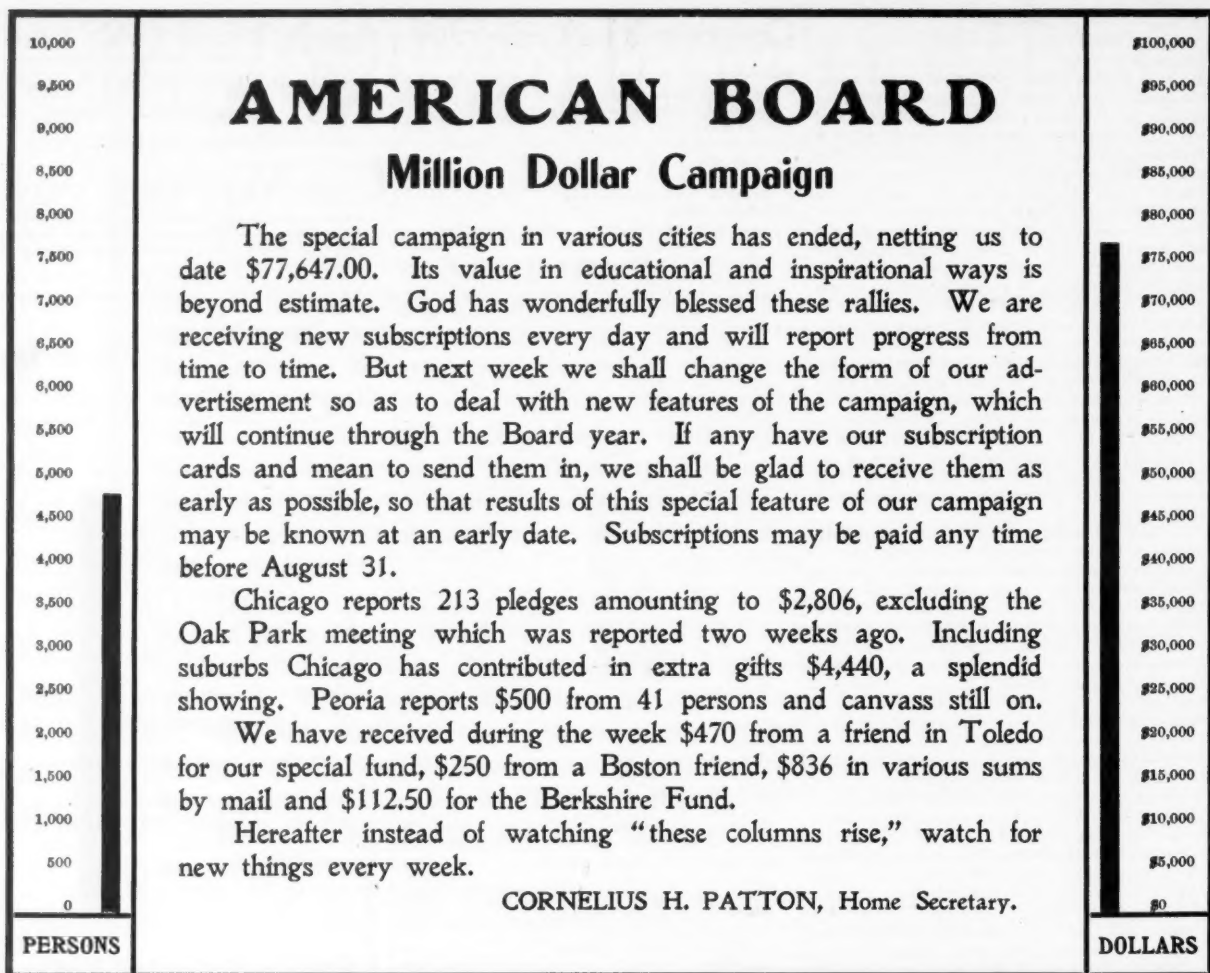 10,000
9,500
9,000
8,500
8,000
7,500
7,000
6,500
6,000
5,500
5,000
4,500
4,000
3,500
3,000
2,500
2,000
1,500
1,000
500
0
PERSONS
AMERICAN BOARD
Million Dollar Campaign
The special campaign in various cities has ended, netting us to
date $77,647.00. Its value in educational and inspirational ways is
beyond estimate. God has wonderfully blessed these rallies. We are
receiving new subscriptions every day and will report progress from
time to time. But next week we shall change the form of our ad-
vertisement so as to deal with new features of the campaign, which
will continue through the Board year. If any have our subscription
cards and mean to send them in, we shall be glad to receive them as
early as possible, so that results of this special feature of our campaign
may be known at an early date. Subscriptions may be paid any time
before August 31.
Chicago reports 213 pledges amounting to $2,806, excluding the
Oak Park meeting which was reported two weeks ago. Including
suburbs Chicago has contributed in extra gifts $4,440, a splendid
showing. Peoria reports $500 from 41 persons and canvass still on.
We have received during the week $470 from a friend in Toledo
for our special fund, $250 from a Boston friend, $836 in various sums
by mail and $112.50 for the Berkshire Fund.
Hereafter instead of watching "these columns rise," watch for
new things every week.
CORNELIUS H. PATTON, Home Secretary.
$100,000
$95,000
$90,000
$85,000
$80,000
$75,000
$70,000
$65,000
$60,000
$55,000
$50,000
$45,000
$40,000
$35,000
$30,000
$25,000
$20,000
$15,000
$10,000
$5,000
$0
DOLLARS